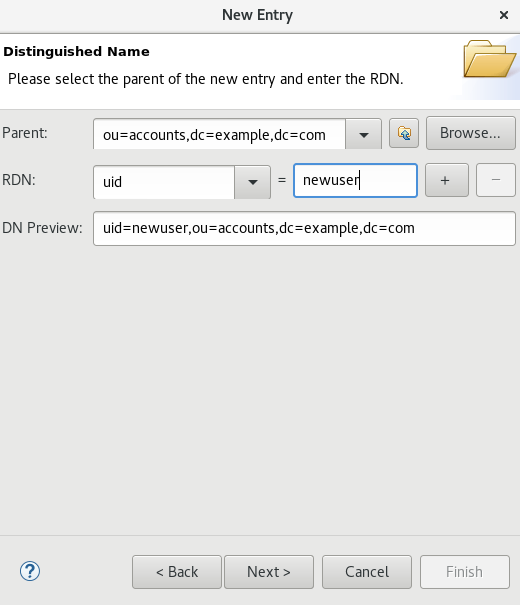 New Entry ×
Distinguished Name
Please select the parent of the new entry and enter the RDN.
Parent: ou=accounts,dc=example,dc=com Browse...
RDN: uid = newuser + −
DN Preview: uid=newuser,ou=accounts,dc=example,dc=com
? < Back Next > Cancel Finish